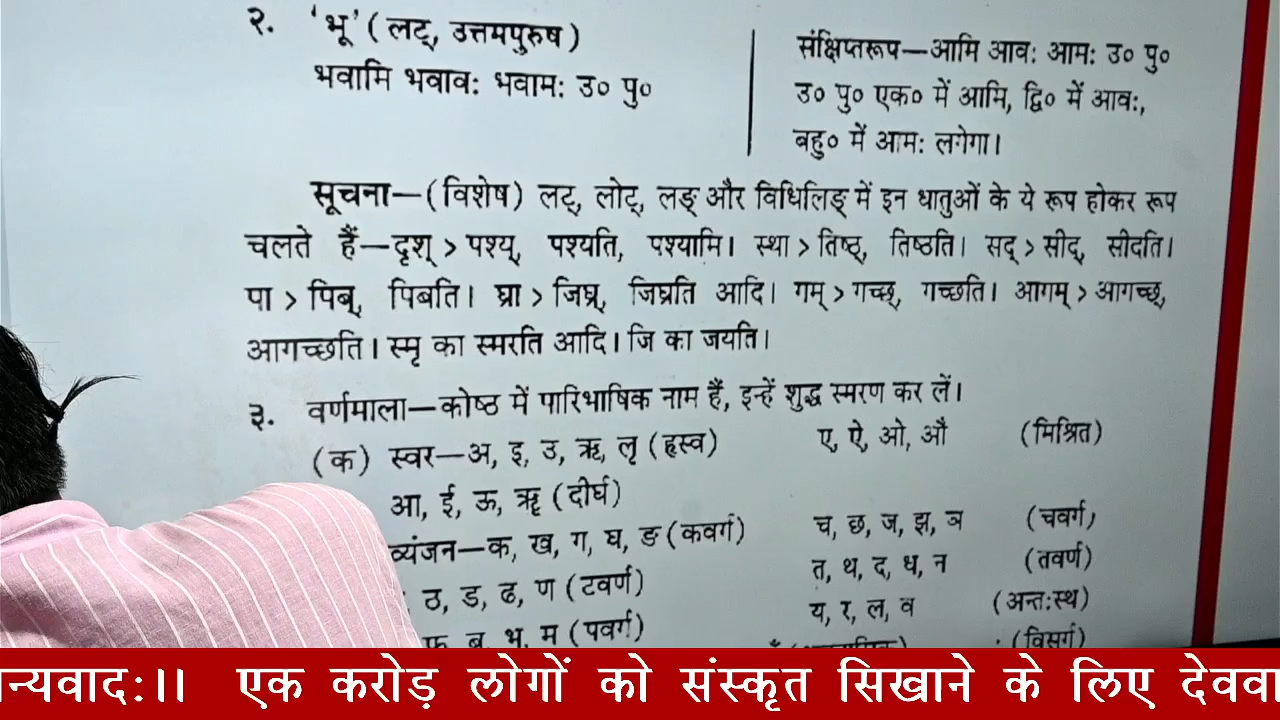 २. 'भू' ( लट्, उत्तमपुरुष )
भवामि भवावः भवामः उ० पु०
संक्षिप्तरूप—आमि आवः आमः उ० पु०
उ० पु० एक० में आमि, द्वि० में आवः,
बहु० में आमः लगेगा।
सूचना—(विशेष) लट्, लोट्, लङ् और विधिलिङ् में इन धातुओं के ये रूप होकर रूप
चलते हैं—दृश् > पश्य्, पश्यति, पश्यामि। स्था > तिष्ठ्, तिष्ठति। सद् > सीद्, सीदति।
पा > पिब्, पिबति। घ्रा > जिघ्र्, जिघ्रति आदि। गम् > गच्छ्, गच्छति। आगम् > आगच्छ्,
आगच्छति। स्मृ का स्मरति आदि। जि का जयति।
३. वर्णमाला—कोष्ठ में पारिभाषिक नाम हैं, इन्हें शुद्ध स्मरण कर लें।
(क) स्वर—अ, इ, उ, ऋ, लृ (ह्रस्व) ए, ऐ, ओ, औ (मिश्रित)
आ, ई, ऊ, ॠ (दीर्घ)
व्यंजन—क, ख, ग, घ, ङ (कवर्ग) च, छ, ज, झ, ञ (चवर्ग)
ठ, ड, ढ, ण (टवर्ण) त, थ, द, ध, न (तवर्ण)
फ, ब, भ, म (पवर्ग) य, र, ल, व (अन्तःस्थ)
: (विसर्ग)
न्यवादः।। एक करोड़ लोगों को संस्कृत सिखाने के लिए देववा